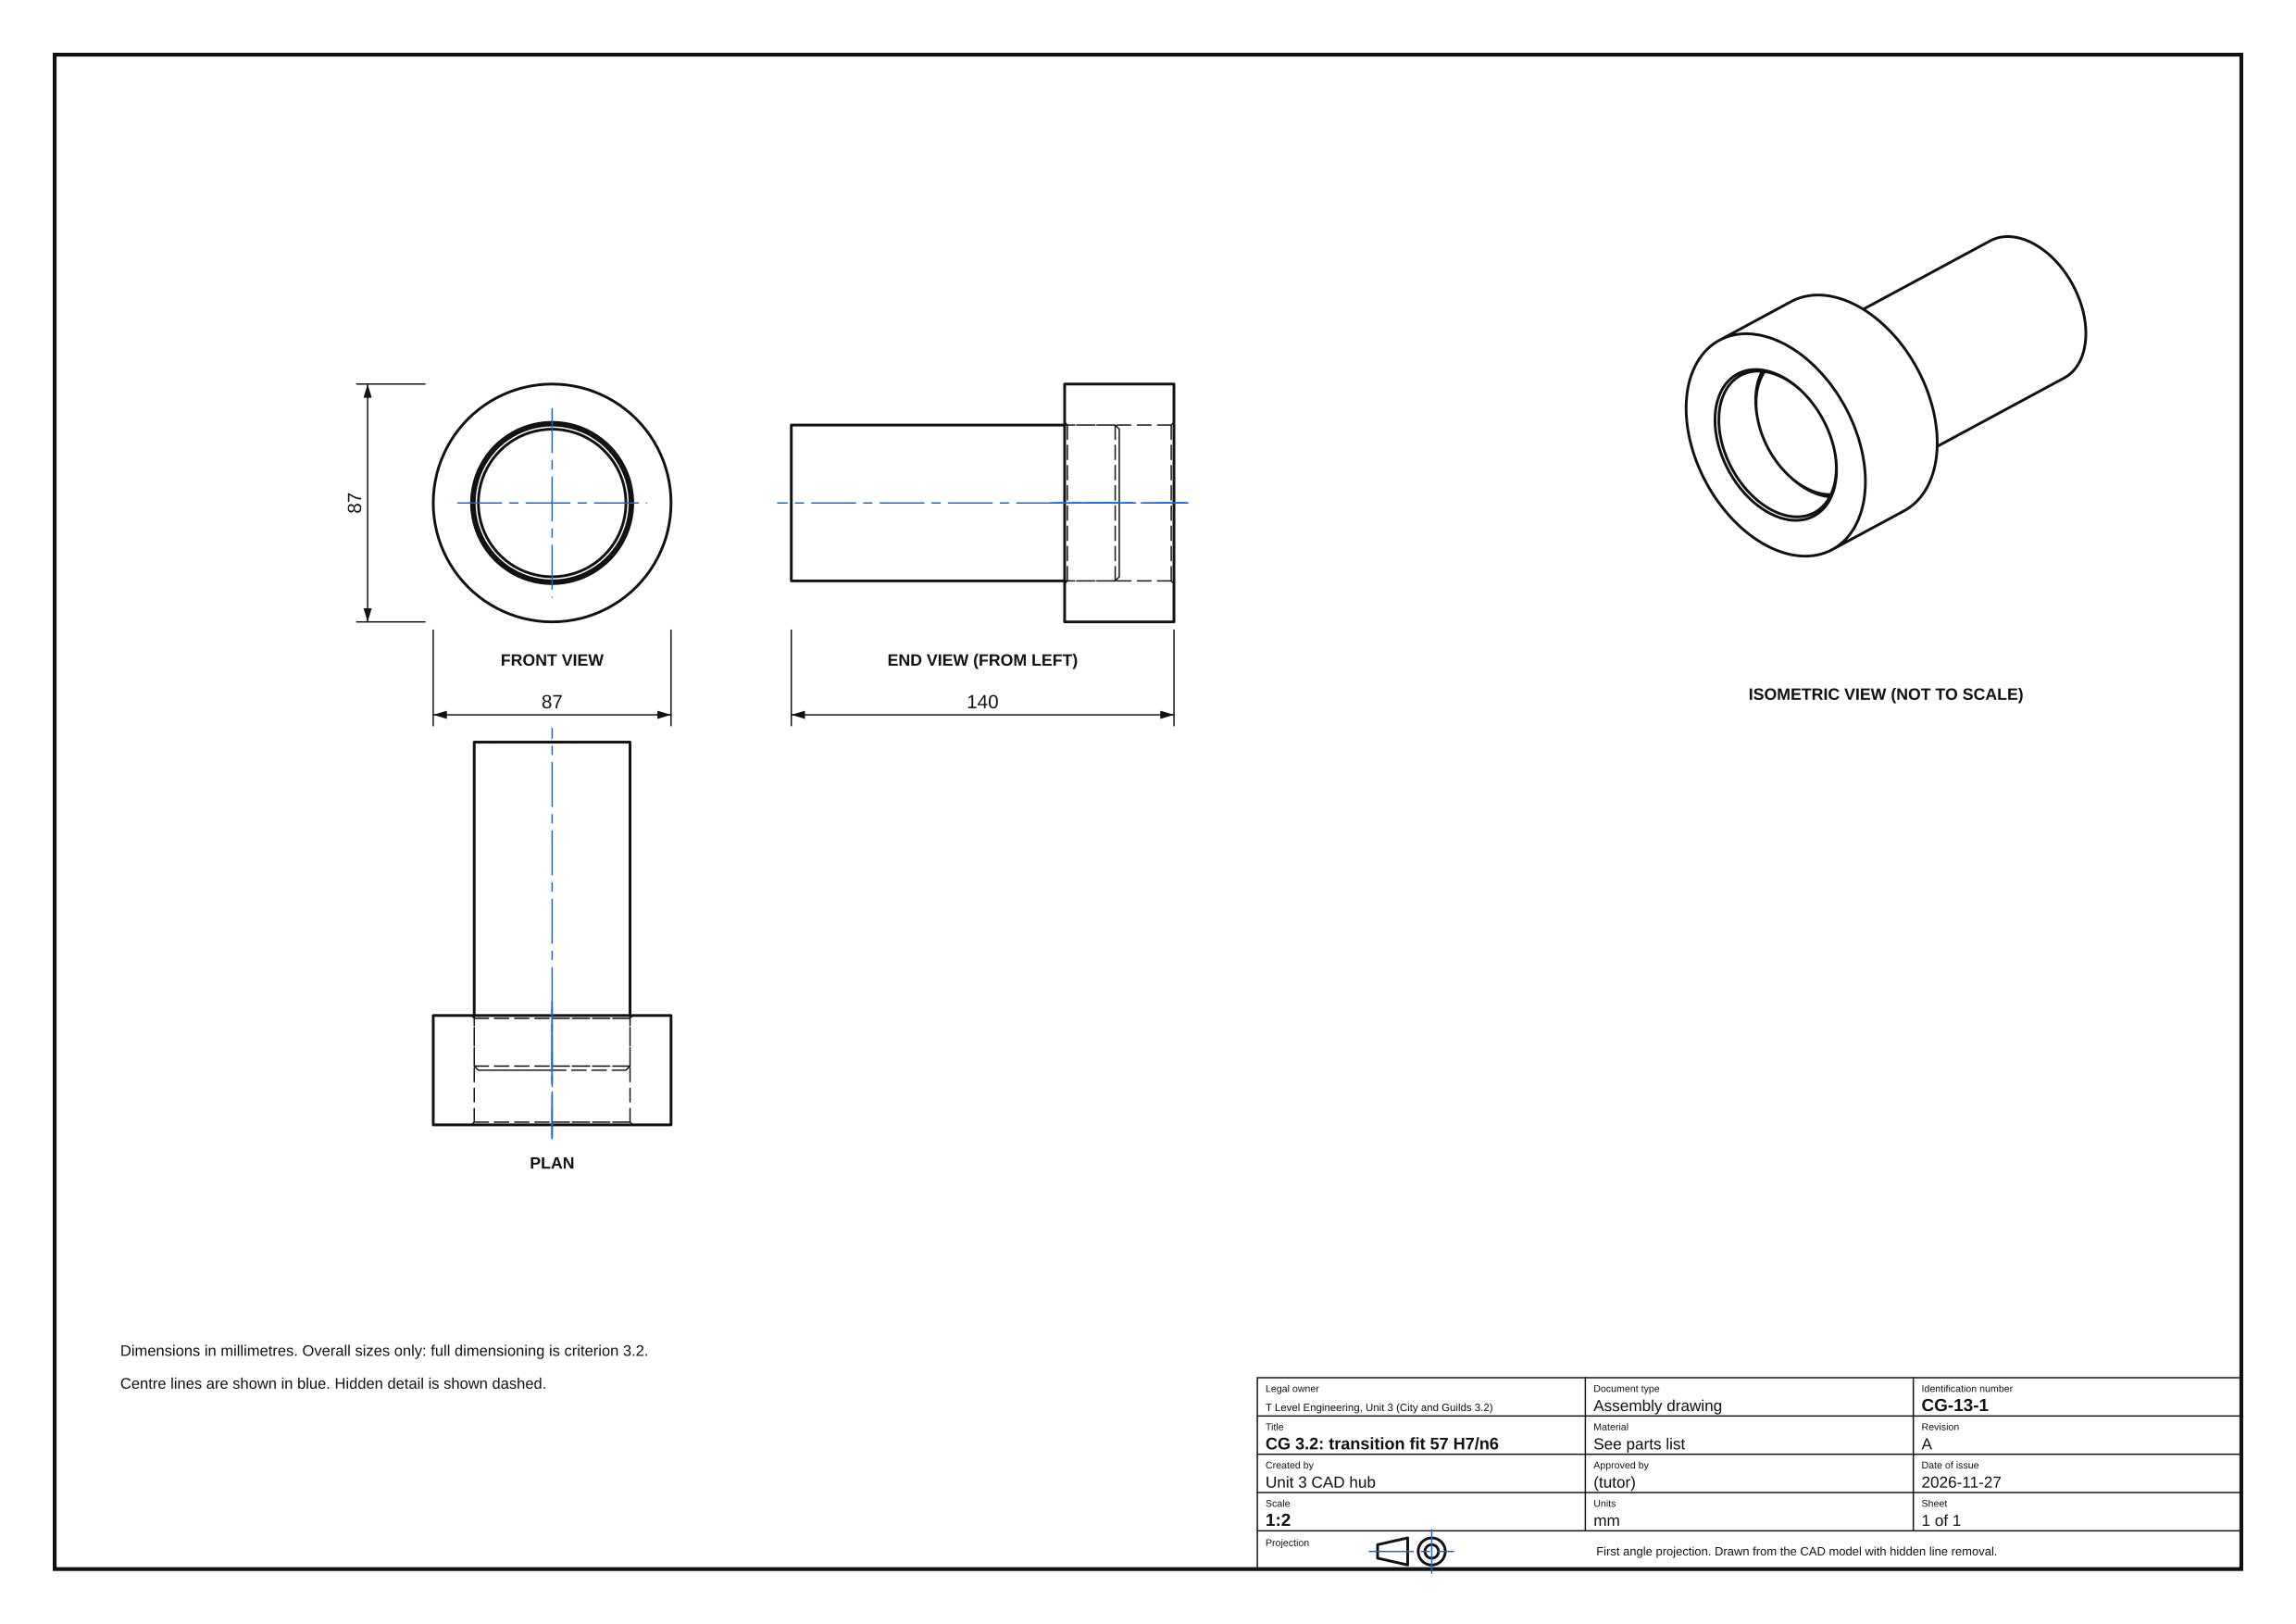 87
FRONT VIEW
END VIEW (FROM LEFT)
87
140
ISOMETRIC VIEW (NOT TO SCALE)
PLAN
Dimensions in millimetres. Overall sizes only: full dimensioning is criterion 3.2.
Centre lines are shown in blue. Hidden detail is shown dashed.
Legal owner
T Level Engineering, Unit 3 (City and Guilds 3.2)
Document type
Assembly drawing
Identification number
CG-13-1
Title
CG 3.2: transition fit 57 H7/n6
Material
See parts list
Revision
A
Created by
Unit 3 CAD hub
Approved by
(tutor)
Date of issue
2026-11-27
Scale
1:2
Units
mm
Sheet
1 of 1
Projection
First angle projection. Drawn from the CAD model with hidden line removal.